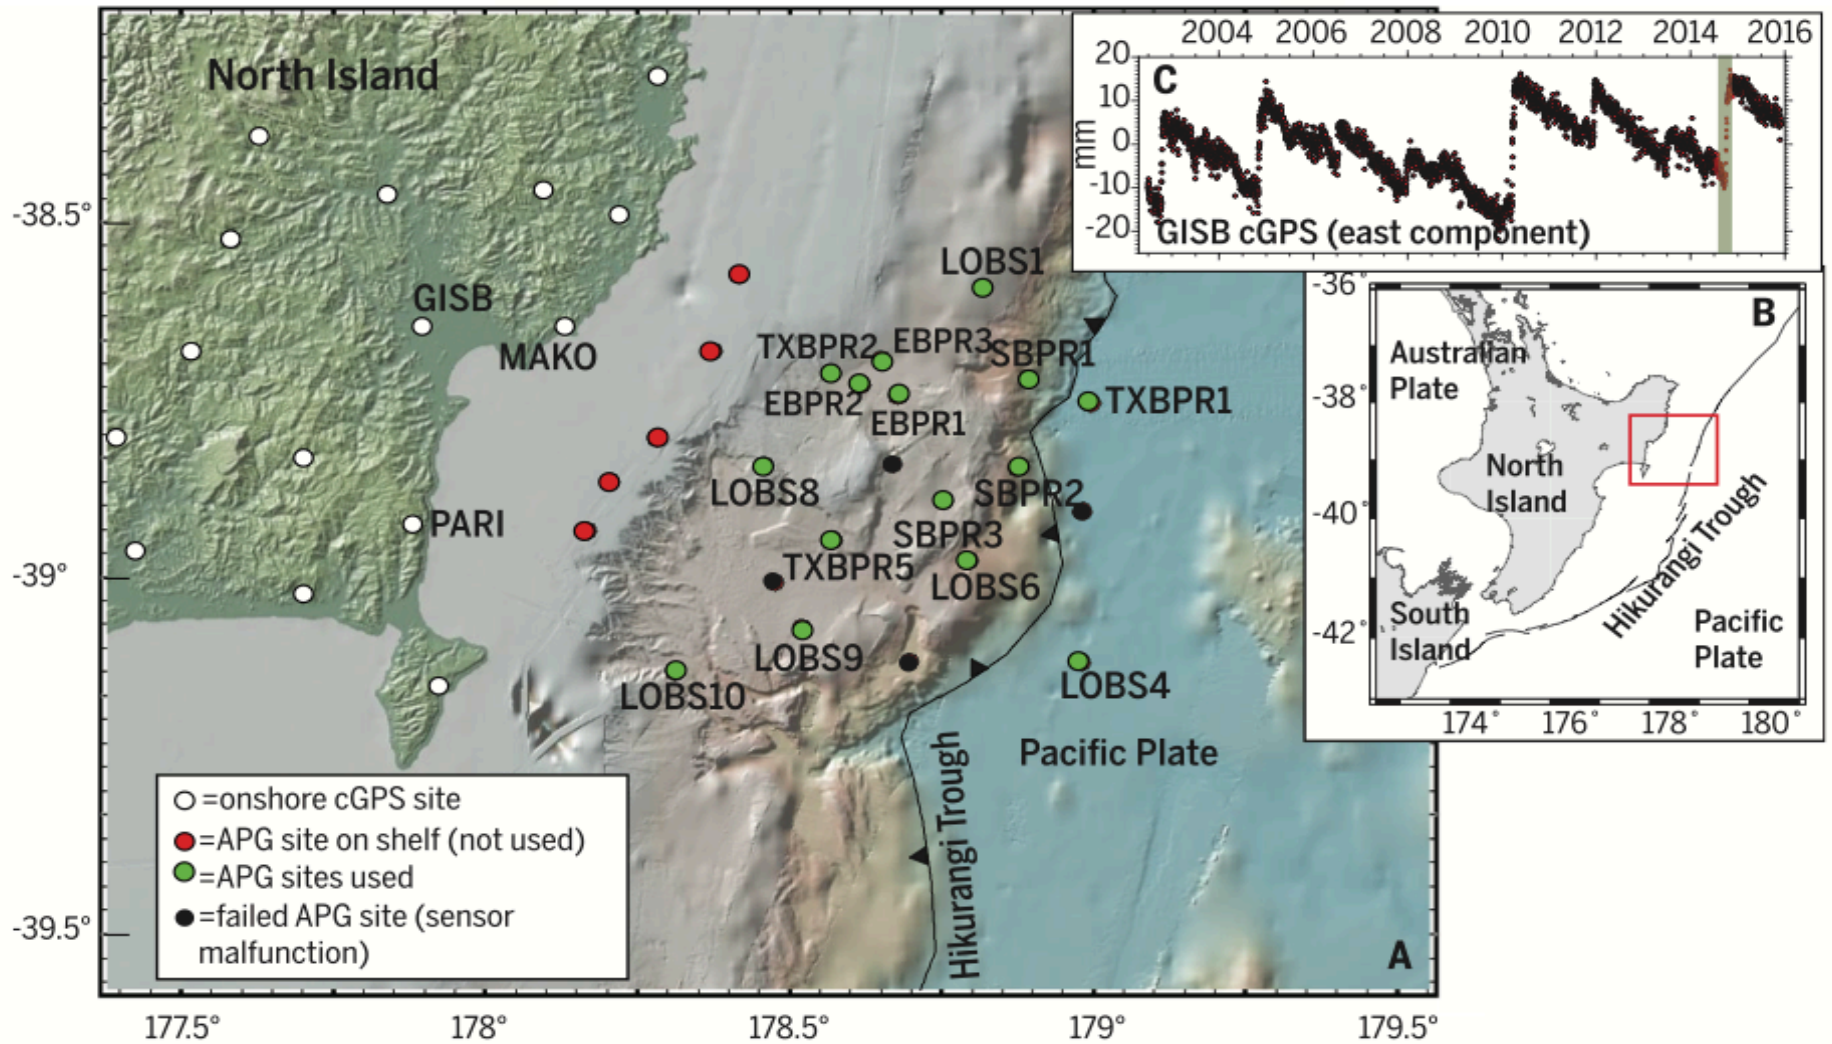 North Island
GISB
MAKO
PARI
LOBS1
TXBPR2
EBPR3
SBPR1
EBPR2
EBPR1
TXBPR1
LOBS8
SBPR2
SBPR3
TXBPR5
LOBS6
LOBS9
LOBS10
LOBS4
Pacific Plate
Hikurangi Trough
A
-38.5°
-39°
-39.5°
177.5°
178°
178.5°
179°
179.5°
=onshore cGPS site
=APG site on shelf (not used)
=APG sites used
=failed APG site (sensor
malfunction)
2004 2006 2008 2010 2012 2014 2016
20
10
0
-10
-20
mm
C
GISB cGPS (east component)
-36°
-38°
-40°
-42°
B
Australian
Plate
North
Island
South
Island
Hikurangi Trough
Pacific
Plate
174° 176° 178° 180°